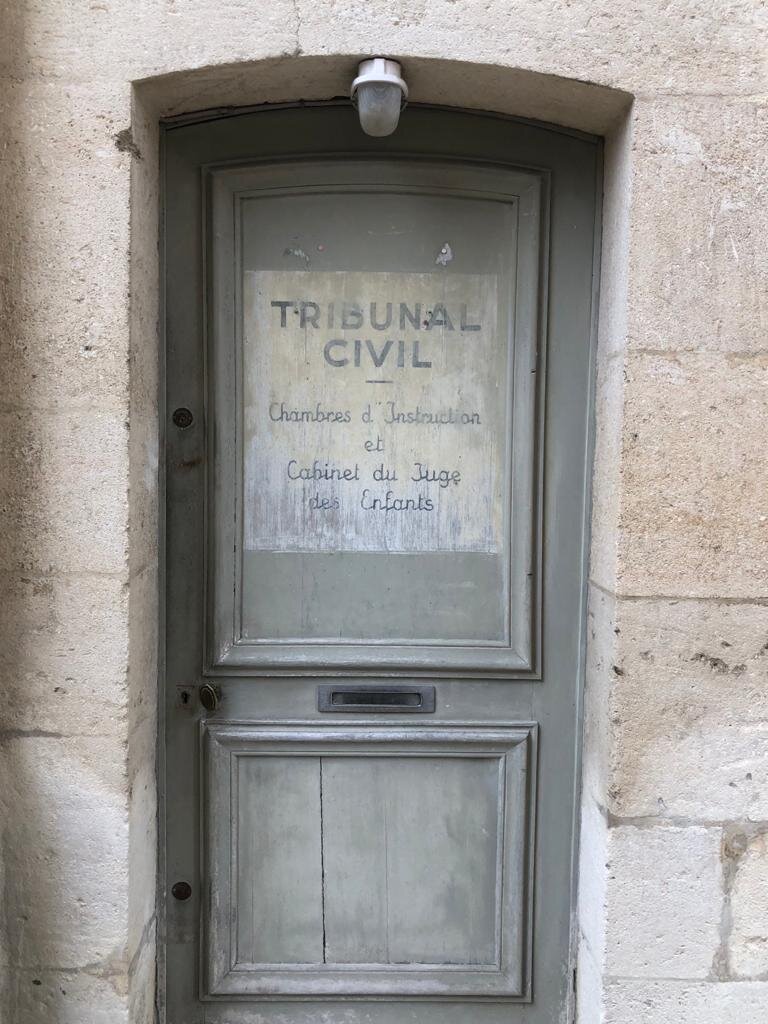 TRIBUNAL
CIVIL
Chambres d'Instruction
et
Cabinet du Juge
des Enfants